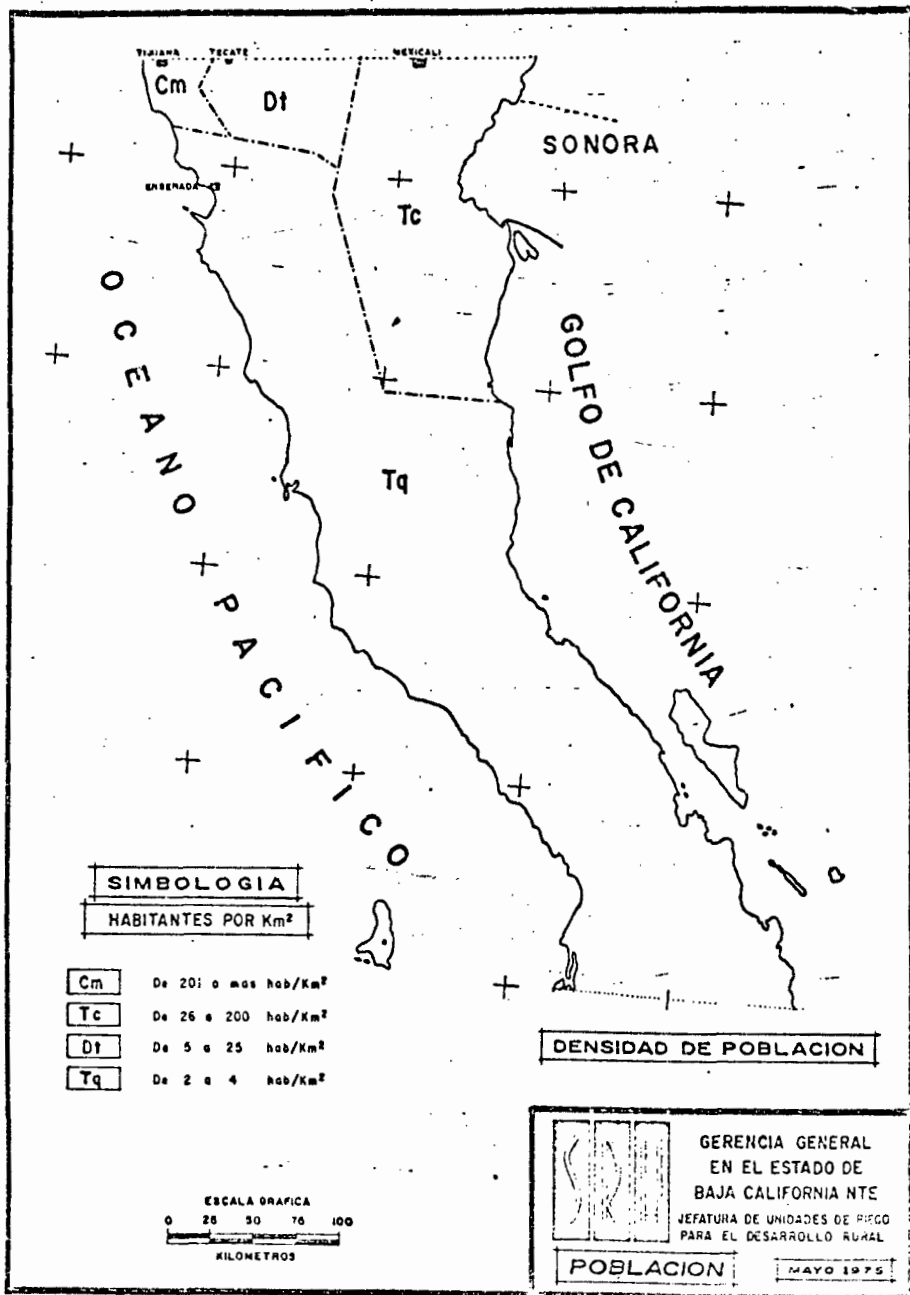 TIJUANA
TECATE
MEXICALI
Cm
Dt
SONORA
ENSENADA
Tc
OCEANO PACIFICO
GOLFO DE CALIFORNIA
Tq
SIMBOLOGIA
HABITANTES POR Km²
Cm De 201 o mas hab/Km²
Tc De 26 a 200 hab/Km²
Dt De 5 a 25 hab/Km²
Tq De 2 a 4 hab/Km²
DENSIDAD DE POBLACION
ESCALA GRAFICA
0 25 50 75 100
KILOMETROS
GERENCIA GENERAL
EN EL ESTADO DE
BAJA CALIFORNIA NTE
JEFATURA DE UNIDADES DE RIEGO
PARA EL DESARROLLO RURAL
POBLACION
MAYO 1975